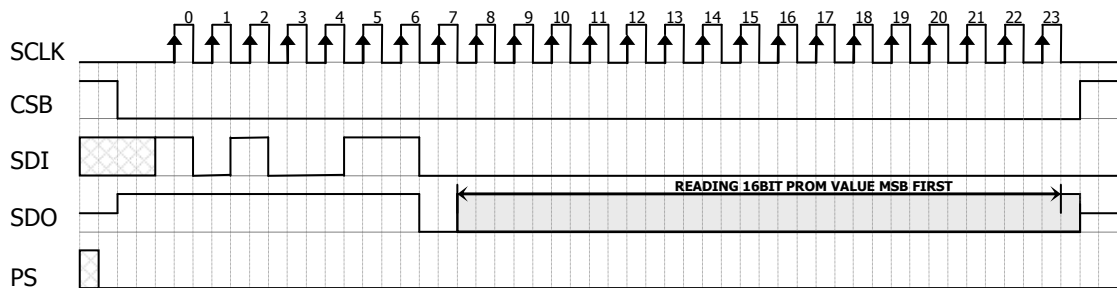 0 1 2 3 4 5 6 7 8 9 10 11 12 13 14 15 16 17 18 19 20 21 22 23
SCLK
CSB
SDI
READING 16BIT PROM VALUE MSB FIRST
SDO
PS